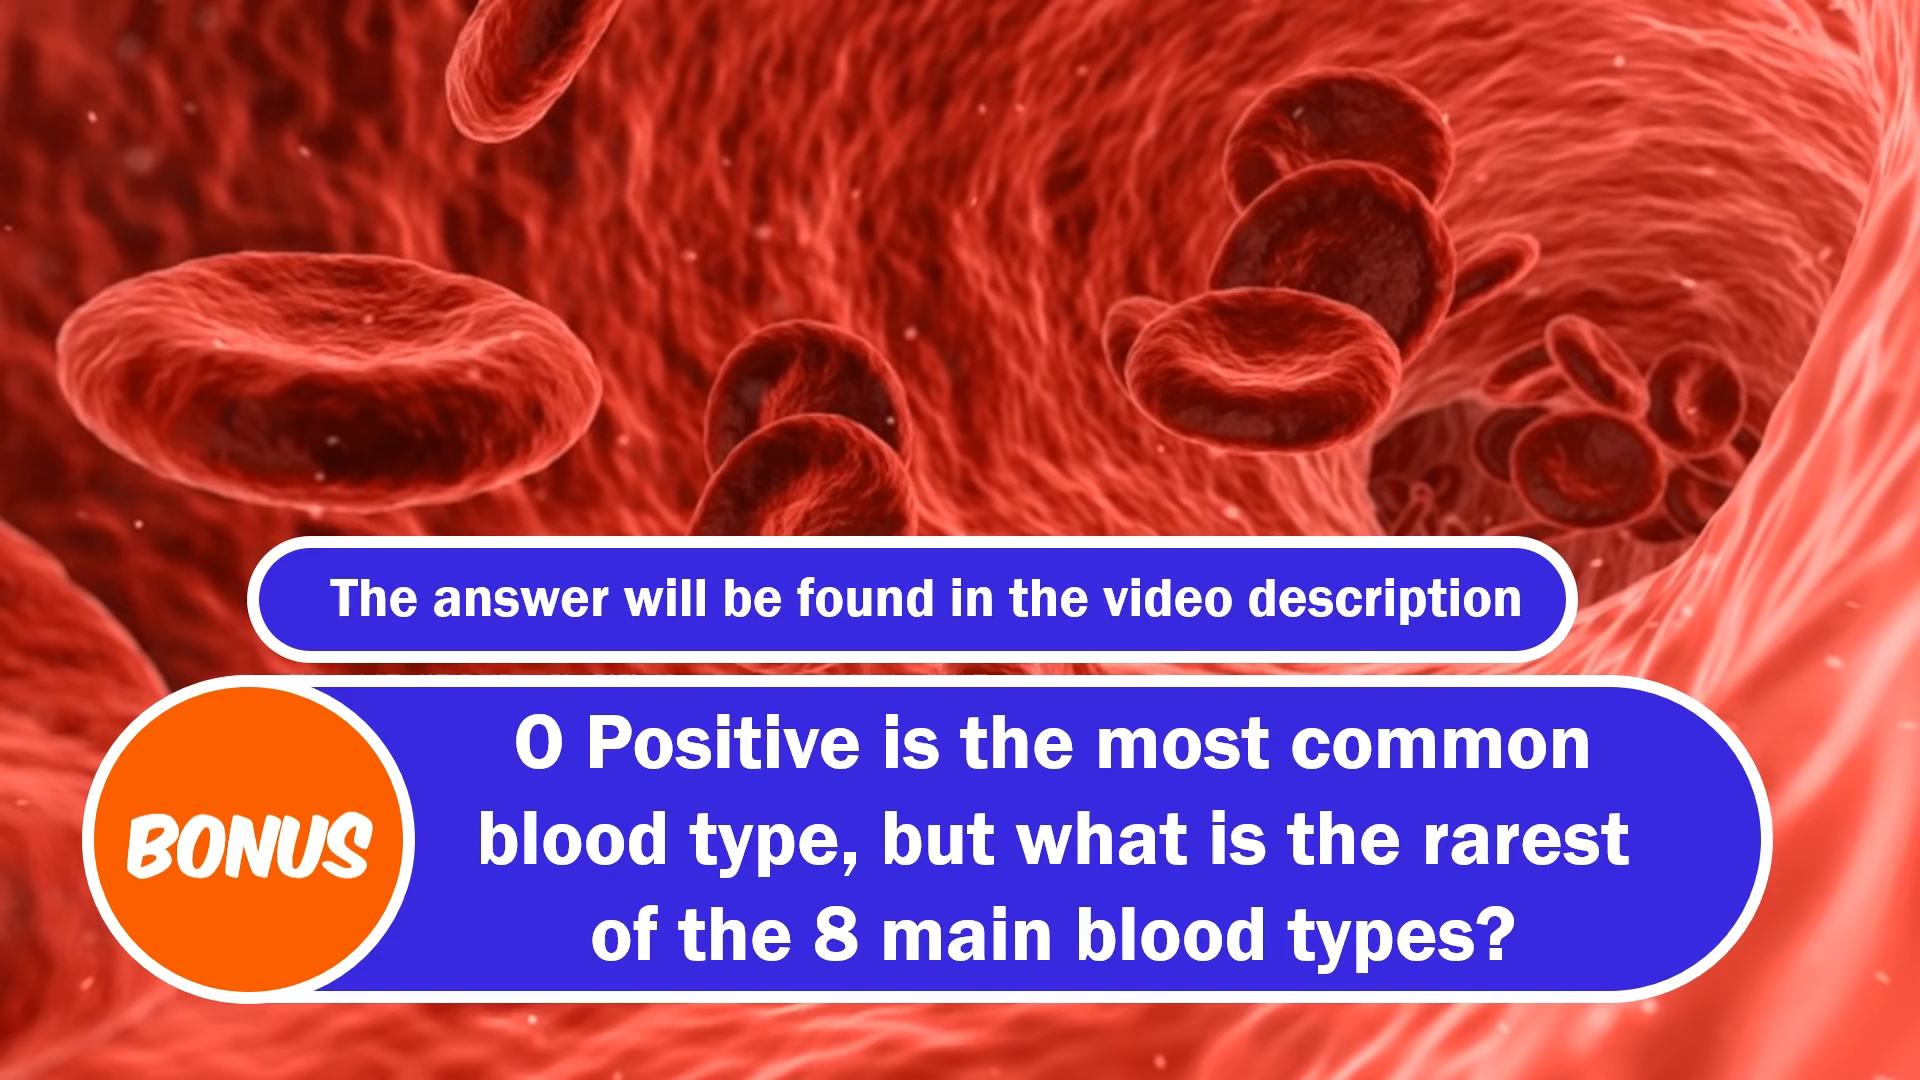 The answer will be found in the video description
BONUS
O Positive is the most common
blood type, but what is the rarest
of the 8 main blood types?